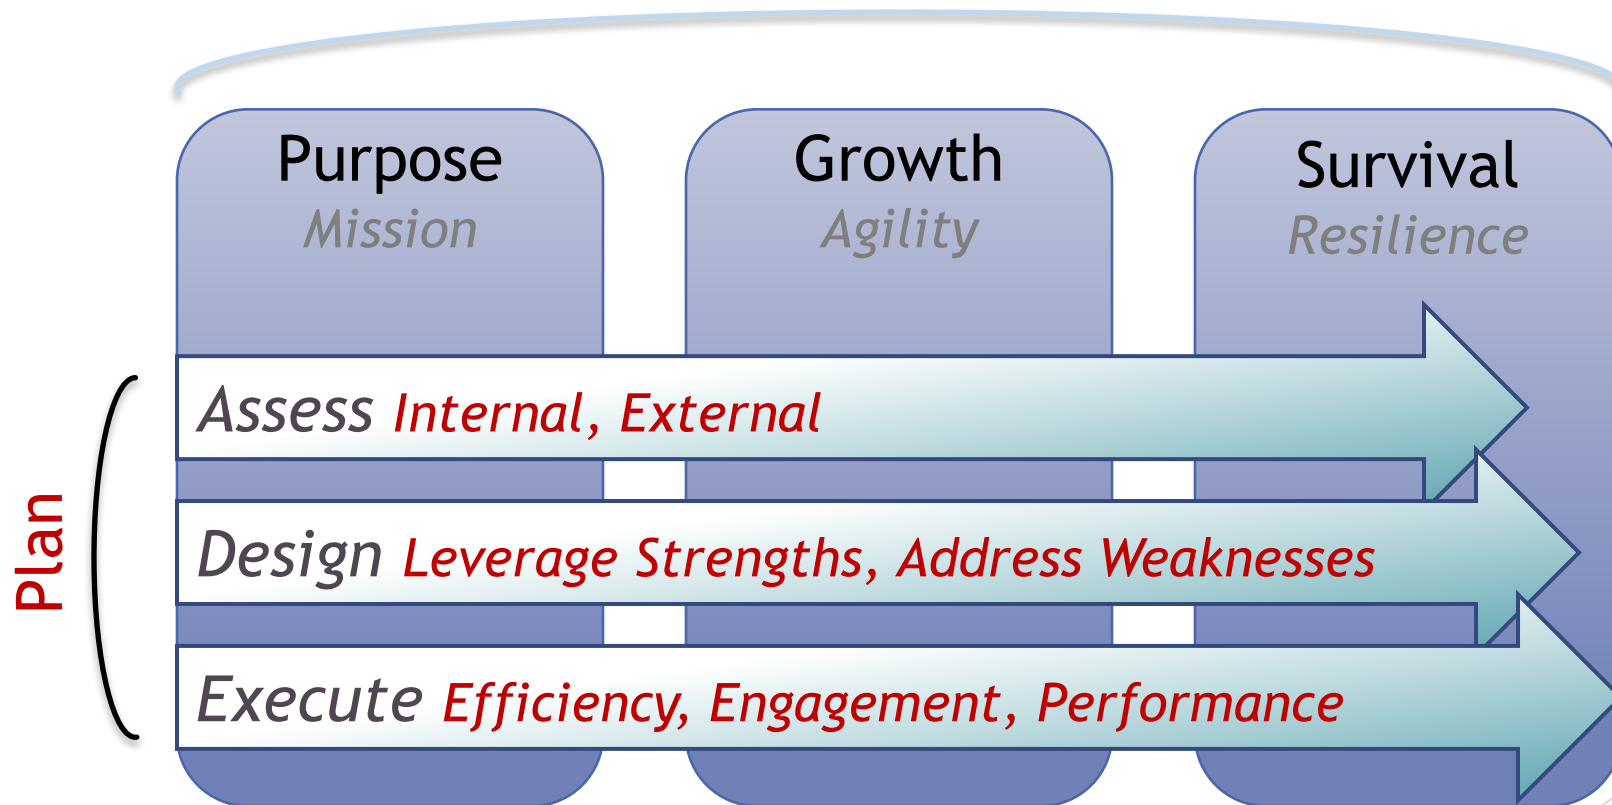 Purpose
Mission
Growth
Agility
Survival
Resilience
Plan
Assess Internal, External
Design Leverage Strengths, Address Weaknesses
Execute Efficiency, Engagement, Performance